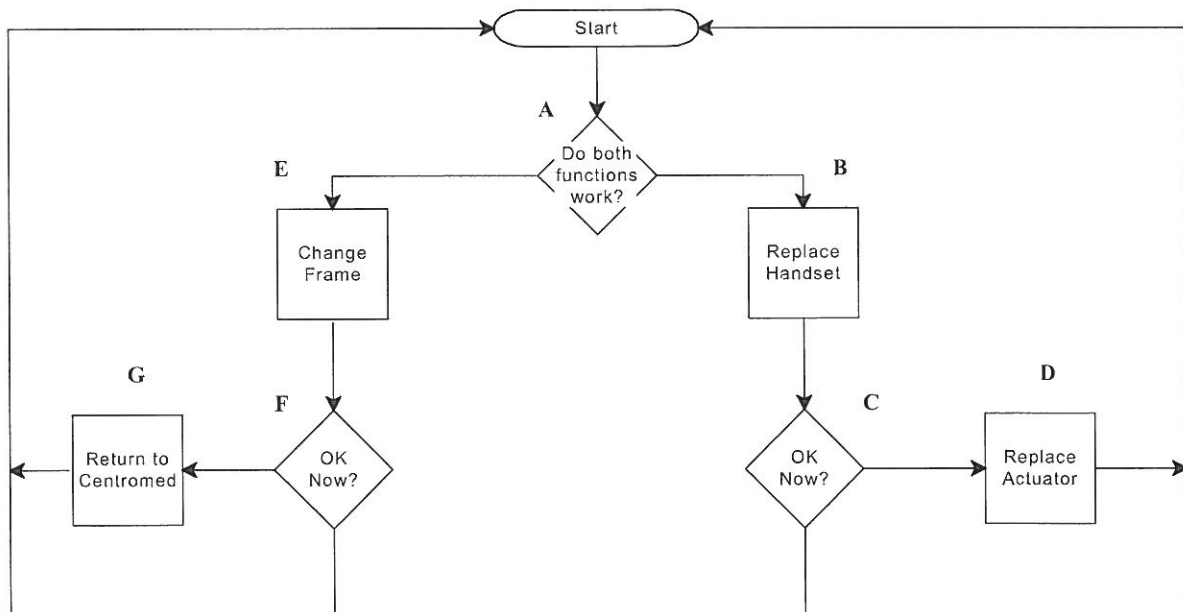 Start
A
Do both
functions
work?
E
B
Change
Frame
Replace
Handset
G
F
C
D
Return to
Centromed
OK
Now?
OK
Now?
Replace
Actuator